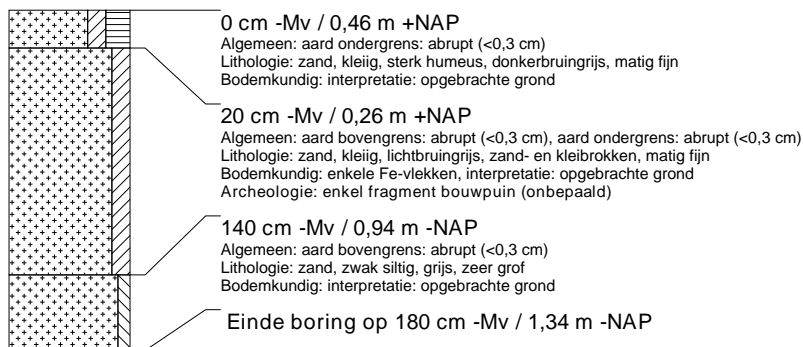 0 cm -Mv / 0,46 m +NAP
Algemeen: aard ondergrens: abrupt (<0,3 cm)
Lithologie: zand, kleiig, sterk humeus, donkerbruingrijs, matig fijn
Bodemkundig: interpretatie: opgebrachte grond
20 cm -Mv / 0,26 m +NAP
Algemeen: aard bovengrens: abrupt (<0,3 cm), aard ondergrens: abrupt (<0,3 cm)
Lithologie: zand, kleiig, lichtbruingrijs, zand- en kleibrokken, matig fijn
Bodemkundig: enkele Fe-vlekken, interpretatie: opgebrachte grond
Archeologie: enkel fragment bouwpuin (onbepaald)
140 cm -Mv / 0,94 m -NAP
Algemeen: aard bovengrens: abrupt (<0,3 cm)
Lithologie: zand, zwak siltig, grijs, zeer grof
Bodemkundig: interpretatie: opgebrachte grond
Einde boring op 180 cm -Mv / 1,34 m -NAP